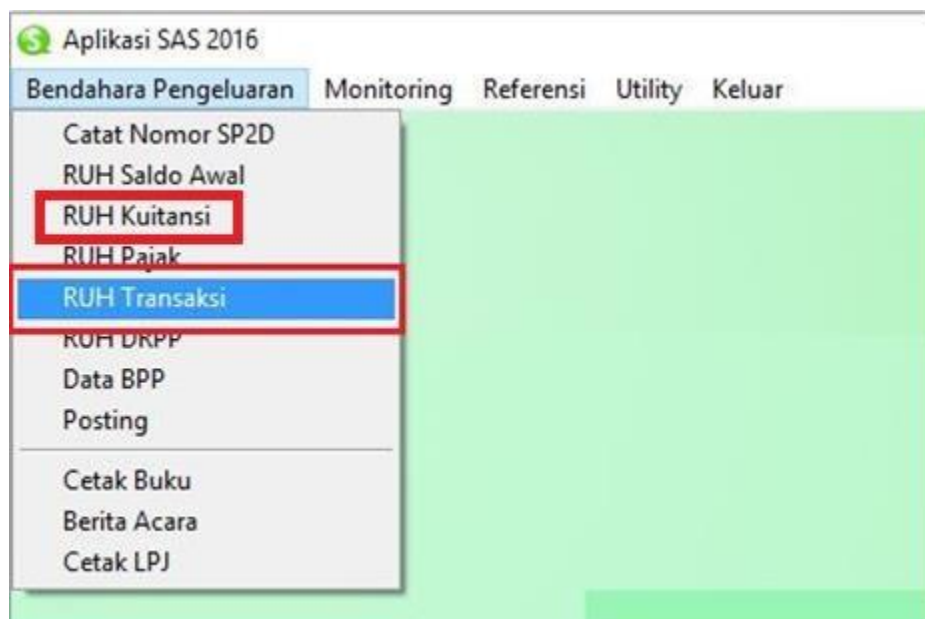 Aplikasi SAS 2016
Bendahara Pengeluaran Monitoring Referensi Utility Keluar
Catat Nomor SP2D
RUH Saldo Awal
RUH Kuitansi
RUH Pajak
RUH Transaksi
RUH DRPP
Data BPP
Posting
Cetak Buku
Berita Acara
Cetak LPJ